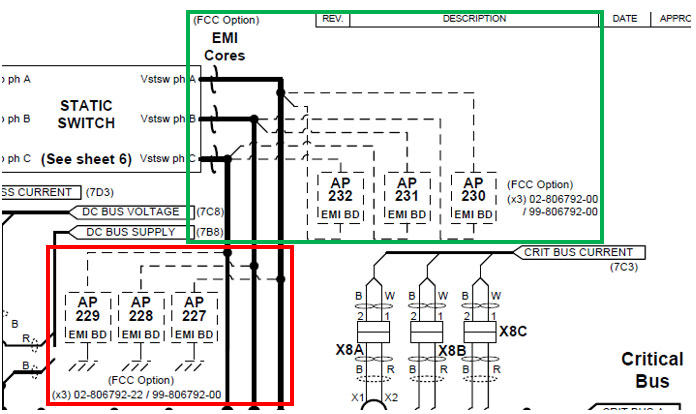 (FCC Option)
REV.
DESCRIPTION
DATE
APPRO
EMI
Cores
ph A
Vstsw ph A
STATIC
SWITCH
ph B
Vstsw ph B
ph C
(See sheet 6)
Vstsw ph C
AP
232
EMI BD
AP
231
EMI BD
AP
230
EMI BD
(FCC Option)
(x3) 02-806792-00
/ 99-806792-00
SS CURRENT
(7D3)
DC BUS VOLTAGE
(7C8)
DC BUS SUPPLY
(7B8)
CRIT BUS CURRENT
(7C3)
AP
229
EMI BD
AP
228
EMI BD
AP
227
EMI BD
(FCC Option)
(x3) 02-806792-22 / 99-806792-00
B
R
B
B
W
B
W
B
W
2
1
2
1
2
1
X8A
X8B
X8C
B
R
B
R
B
R
X1
X2
Critical
Bus
CRIT BUS A